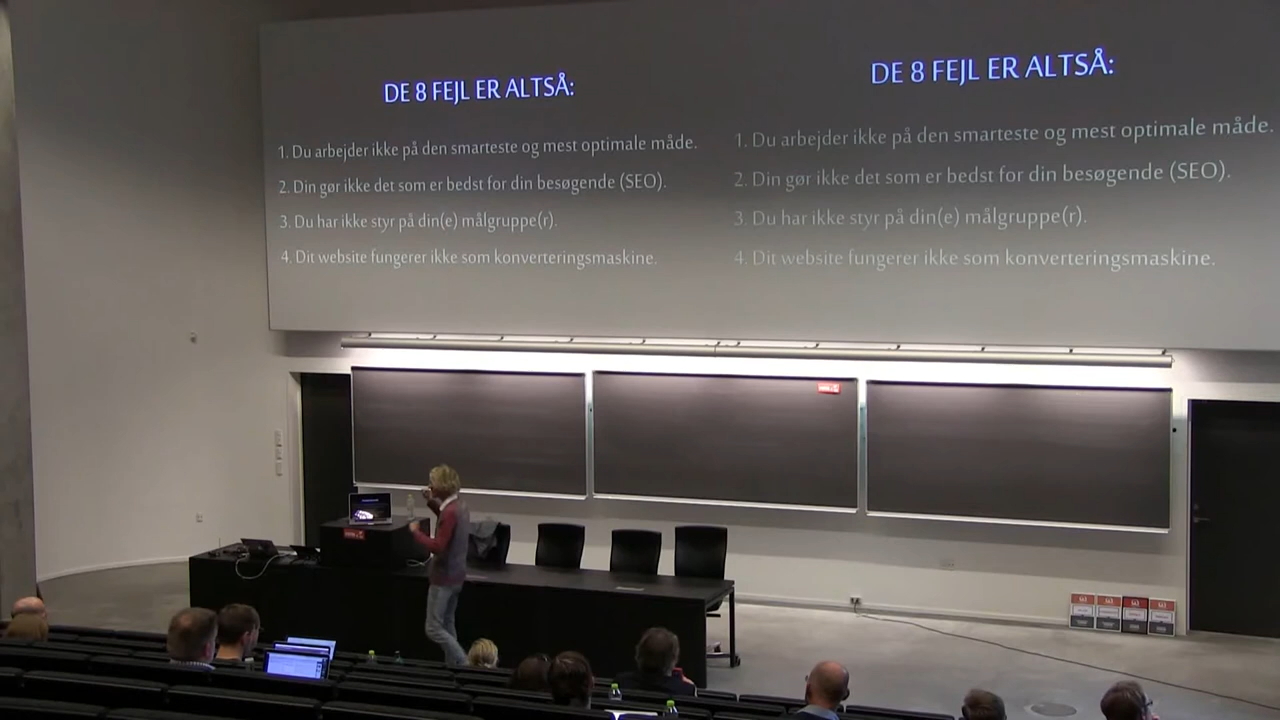 DE 8 FEJL ER ALTSÅ:
1. Du arbejder ikke på den smarteste og mest optimale måde.
2. Din gør ikke det som er bedst for din besøgende (SEO).
3. Du har ikke styr på din(e) målgruppe(r).
4. Dit website fungerer ikke som konverteringsmaskine.
DE 8 FEJL ER ALTSÅ:
1. Du arbejder ikke på den smarteste og mest optimale måde.
2. Din gør ikke det som er bedst for din besøgende (SEO).
3. Du har ikke styr på din(e) målgruppe(r).
4. Dit website fungerer ikke som konverteringsmaskine.